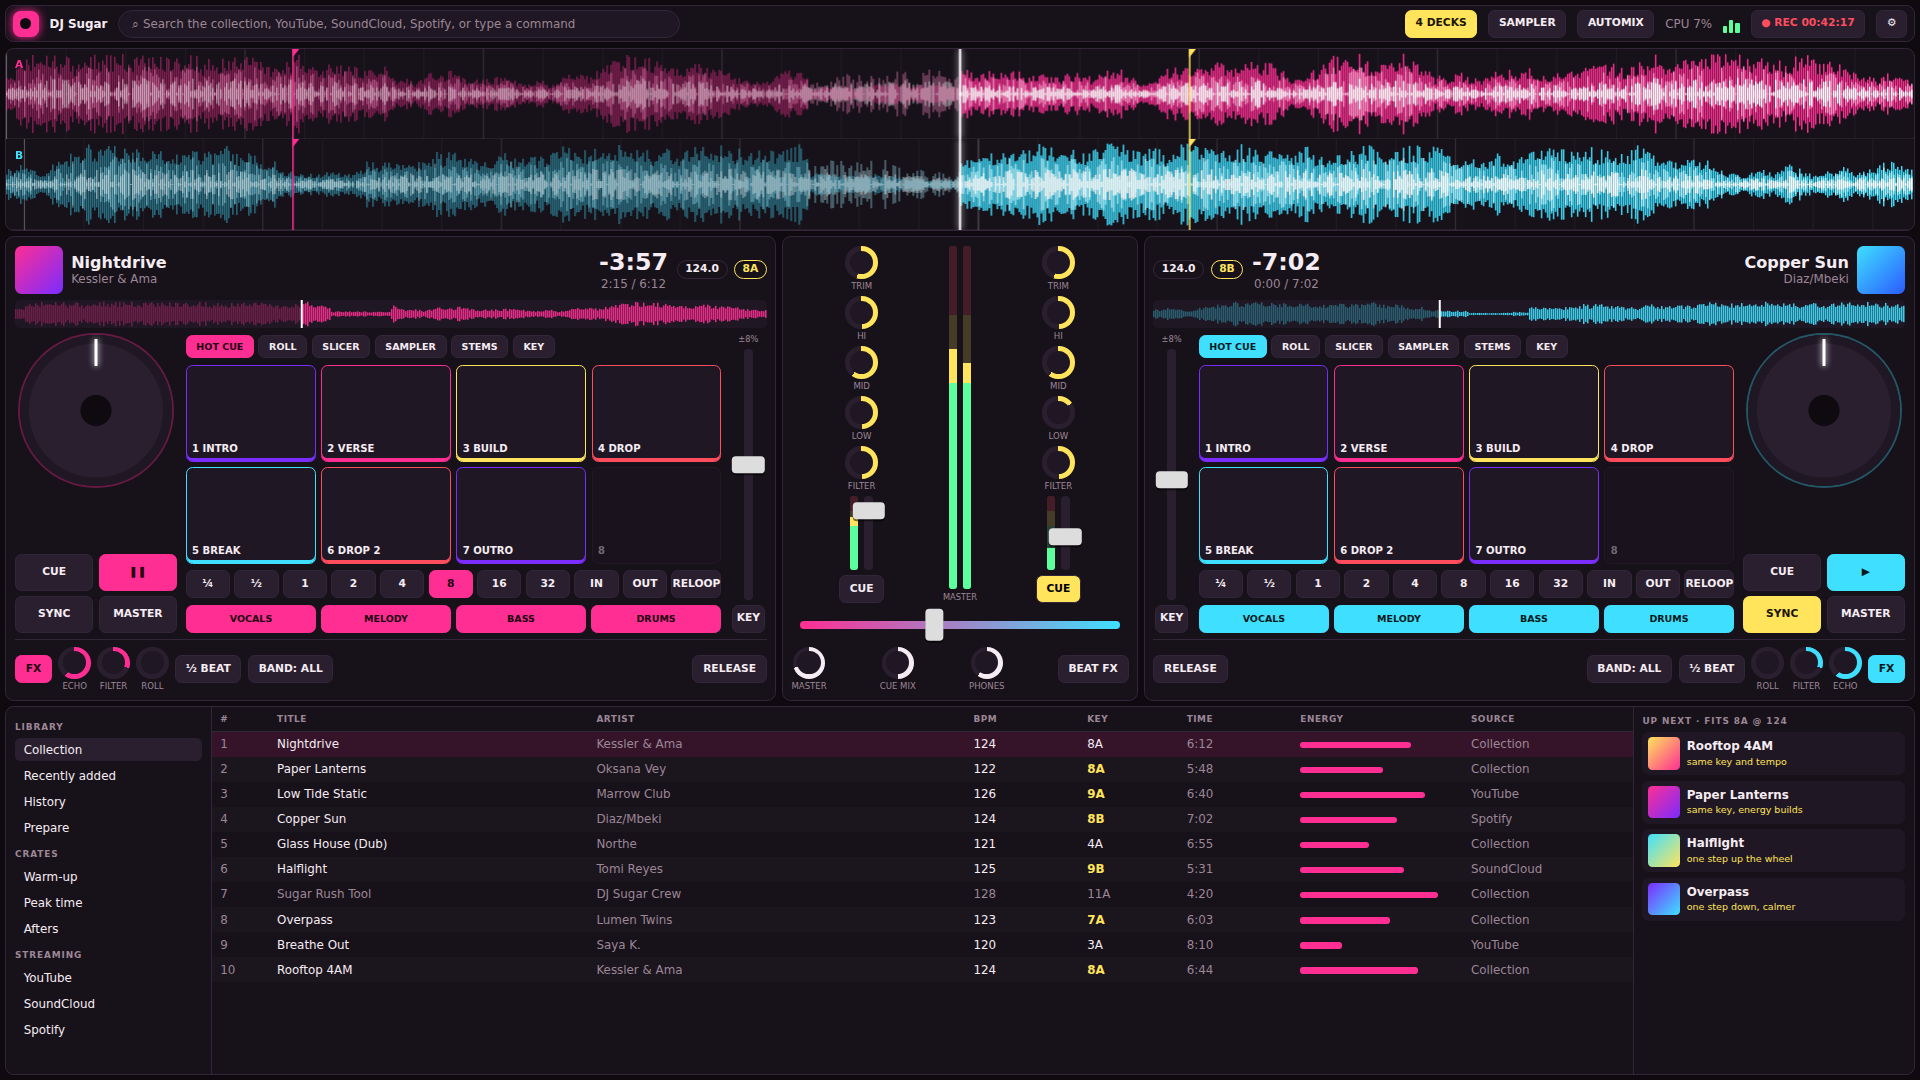 DJ Sugar
⌕ Search the collection, YouTube, SoundCloud, Spotify, or type a command
4 DECKS
SAMPLER
AUTOMIX
CPU 7%
● REC 00:42:17
⚙
A
B
Nightdrive
Kessler & Ama
-3:57
2:15 / 6:12
124.0
8A
HOT CUE
ROLL
SLICER
SAMPLER
STEMS
KEY
±8%
1 INTRO
2 VERSE
3 BUILD
4 DROP
5 BREAK
6 DROP 2
7 OUTRO
8
CUE
❚❚
SYNC
MASTER
¼
½
1
2
4
8
16
32
IN
OUT
RELOOP
VOCALS
MELODY
BASS
DRUMS
KEY
FX
ECHO
FILTER
ROLL
½ BEAT
BAND: ALL
RELEASE
TRIM
HI
MID
LOW
FILTER
CUE
MASTER
TRIM
HI
MID
LOW
FILTER
CUE
MASTER
CUE MIX
PHONES
BEAT FX
124.0
8B
-7:02
0:00 / 7:02
Copper Sun
Diaz/Mbeki
±8%
HOT CUE
ROLL
SLICER
SAMPLER
STEMS
KEY
1 INTRO
2 VERSE
3 BUILD
4 DROP
5 BREAK
6 DROP 2
7 OUTRO
8
¼
½
1
2
4
8
16
32
IN
OUT
RELOOP
KEY
VOCALS
MELODY
BASS
DRUMS
CUE
▶
SYNC
MASTER
RELEASE
BAND: ALL
½ BEAT
ROLL
FILTER
ECHO
FX
LIBRARY
Collection
Recently added
History
Prepare
CRATES
Warm-up
Peak time
Afters
STREAMING
YouTube
SoundCloud
Spotify
# TITLE ARTIST BPM KEY TIME ENERGY SOURCE
1 Nightdrive Kessler & Ama 124 8A 6:12 Collection
2 Paper Lanterns Oksana Vey 122 8A 5:48 Collection
3 Low Tide Static Marrow Club 126 9A 6:40 YouTube
4 Copper Sun Diaz/Mbeki 124 8B 7:02 Spotify
5 Glass House (Dub) Northe 121 4A 6:55 Collection
6 Halflight Tomi Reyes 125 9B 5:31 SoundCloud
7 Sugar Rush Tool DJ Sugar Crew 128 11A 4:20 Collection
8 Overpass Lumen Twins 123 7A 6:03 Collection
9 Breathe Out Saya K. 120 3A 8:10 YouTube
10 Rooftop 4AM Kessler & Ama 124 8A 6:44 Collection
UP NEXT · FITS 8A @ 124
Rooftop 4AM
same key and tempo
Paper Lanterns
same key, energy builds
Halflight
one step up the wheel
Overpass
one step down, calmer